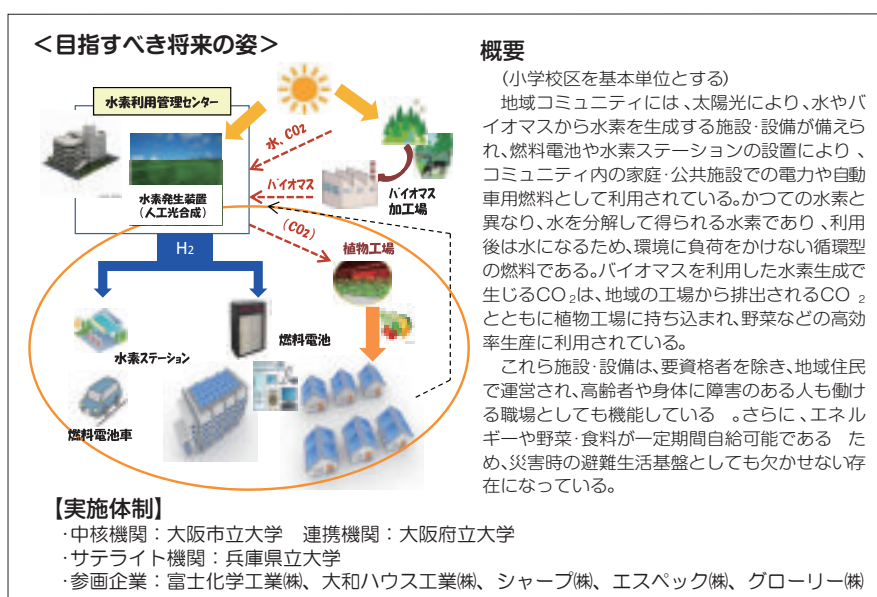 <目指すべき将来の姿>
水素利用管理センター
水素発生装置
(人工光合成)
水、CO2
バイオマス
(CO2)
バイオマス
加工場
植物工場
H2
水素ステーション
燃料電池
燃料電池車
概要
(小学校区を基本単位とする)
地域コミュニティには、太陽光により、水やバ
イオマスから水素を生成する施設・設備が備えら
れ、燃料電池や水素ステーションの設置により、
コミュニティ内の家庭・公共施設での電力や自動
車用燃料として利用されている。かつての水素と
異なり、水を分解して得られる水素であり、利用
後は水になるため、環境に負荷をかけない循環型
の燃料である。バイオマスを利用した水素生成で
生じるCO₂は、地域の工場から排出されるCO₂
とともに植物工場に持ち込まれ、野菜などの高効
率生産に利用されている。
これら施設・設備は、要資格者を除き、地域住民
で運営され、高齢者や身体に障害のある人も働け
る職場としても機能している 。さらに、エネル
ギーや野菜・食料が一定期間自給可能である た
め、災害時の避難生活基盤としても欠かせない存
在になっている。
【実施体制】
・中核機関：大阪市立大学 連携機関：大阪府立大学
・サテライト機関：兵庫県立大学
・参画企業：富士化学工業㈱、大和ハウス工業㈱、シャープ㈱、エスペック㈱、グローリー㈱